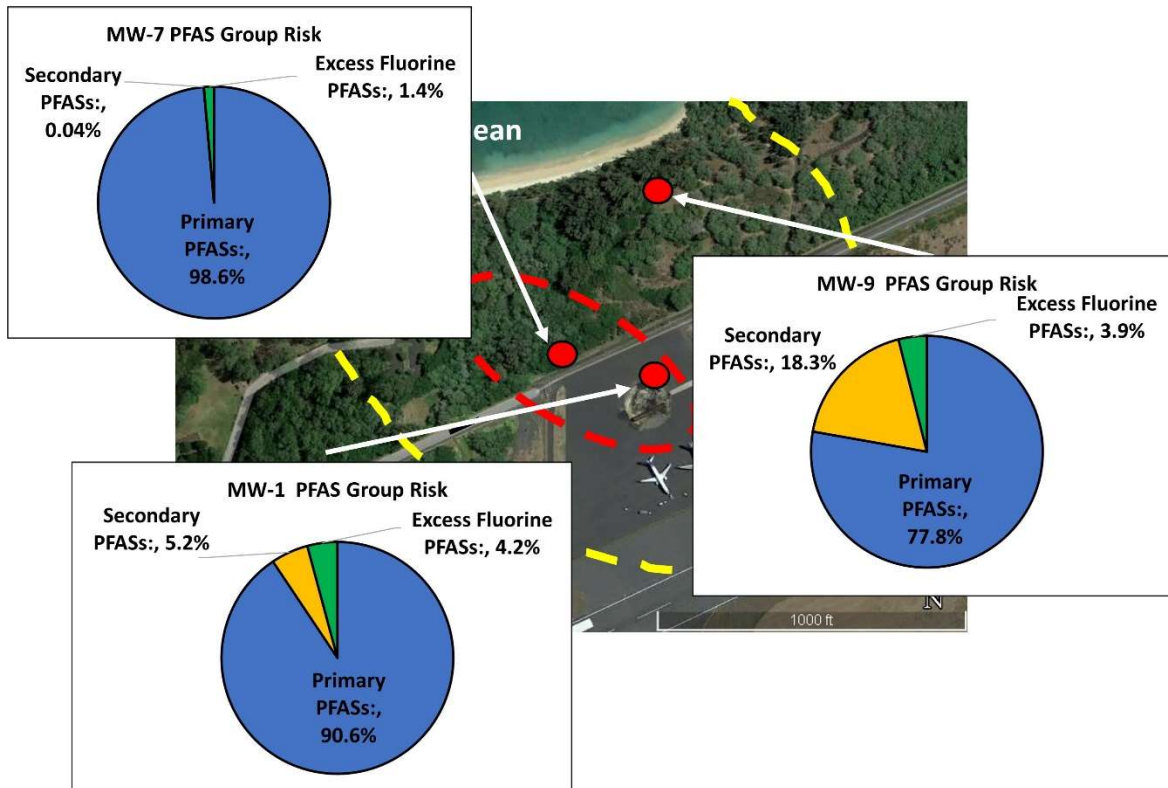 MW-7 PFAS Group Risk
Secondary
PFASs:,
0.04%
Excess Fluorine
PFASs:, 1.4%
Primary
PFASs:,
98.6%
ean
MW-9 PFAS Group Risk
Secondary
PFASs:, 18.3%
Excess Fluorine
PFASs:, 3.9%
Primary
PFASs:,
77.8%
MW-1 PFAS Group Risk
Secondary
PFASs:, 5.2%
Excess Fluorine
PFASs:, 4.2%
Primary
PFASs:,
90.6%
N
1000 ft